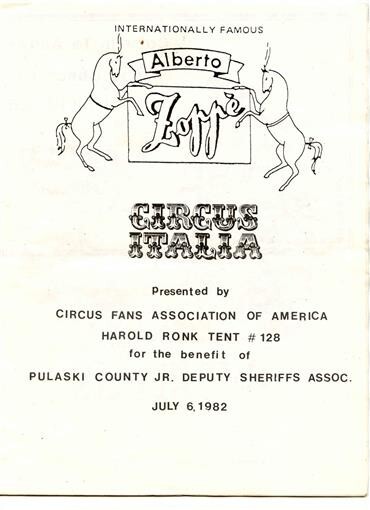 INTERNATIONALLY FAMOUS
Alberto
Zoppè
CIRCUS
ITALIA
Presented by
CIRCUS FANS ASSOCIATION OF AMERICA
HAROLD RONK TENT # 128
for the benefit of
PULASKI COUNTY JR. DEPUTY SHERIFFS ASSOC.
JULY 6, 1982